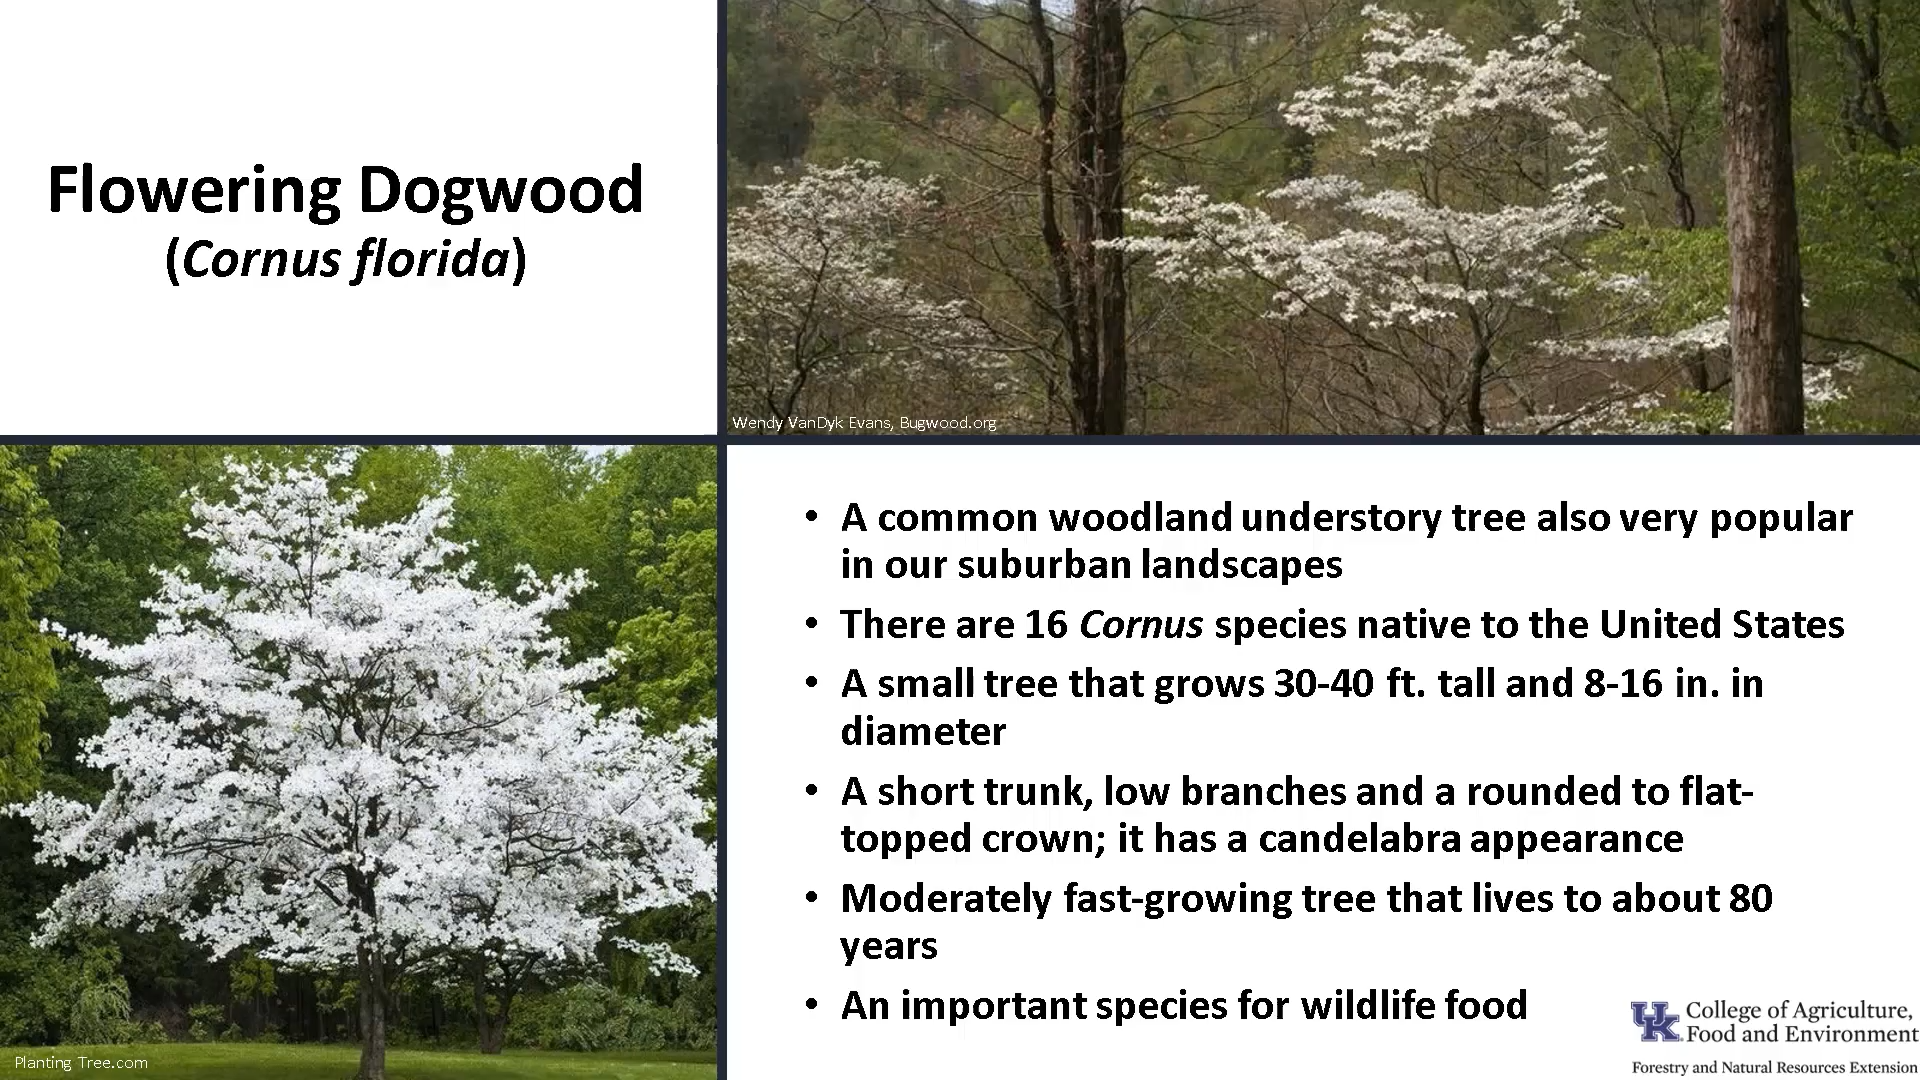 Flowering Dogwood
(Cornus florida)
Wendy VanDyk Evans, Bugwood.org
Planting Tree.com
• A common woodland understory tree also very popular
in our suburban landscapes
• There are 16 Cornus species native to the United States
• A small tree that grows 30-40 ft. tall and 8-16 in. in
diameter
• A short trunk, low branches and a rounded to flat-
topped crown; it has a candelabra appearance
• Moderately fast-growing tree that lives to about 80
years
• An important species for wildlife food
UK College of Agriculture,
Food and Environment
Forestry and Natural Resources Extension